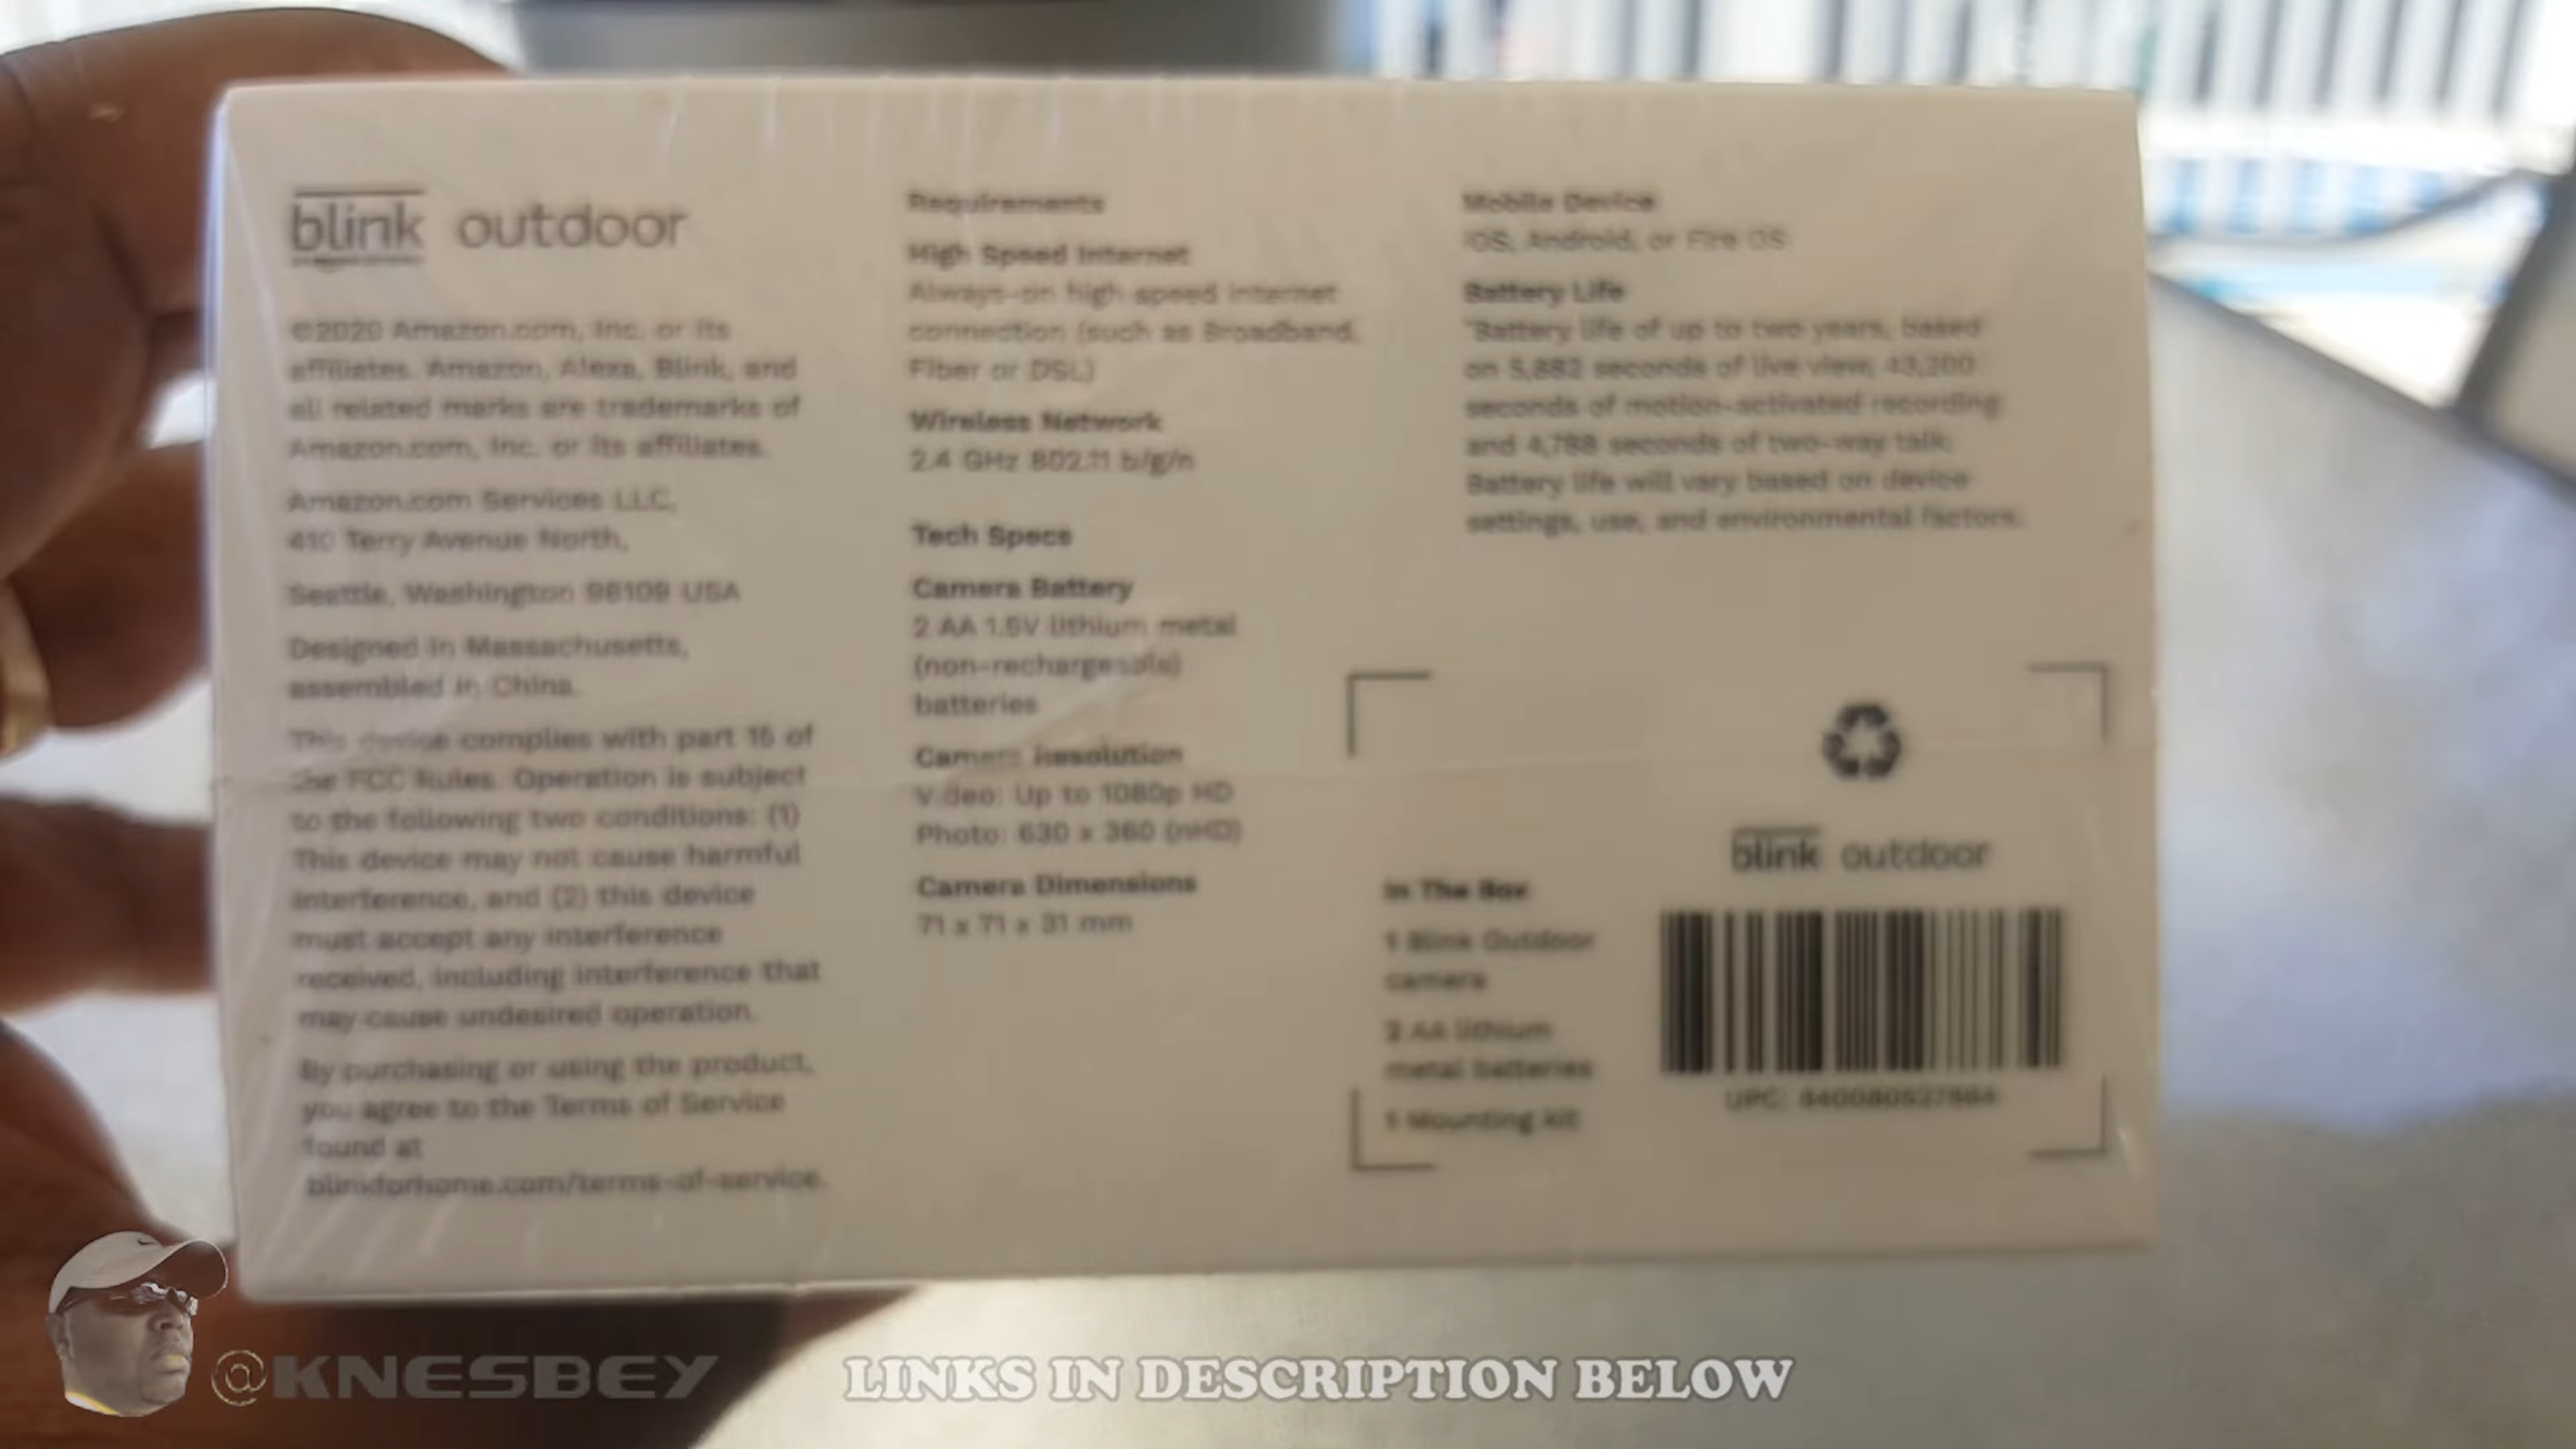 blink outdoor
©2020 Amazon.com, Inc. or its
affiliates. Amazon, Alexa, Blink, and
all related marks are trademarks of
Amazon.com, Inc. or its affiliates.
Amazon.com Services LLC,
410 Terry Avenue North,
Seattle, Washington 98109 USA
Designed in Massachusetts,
assembled in China.
This device complies with part 15 of
the FCC Rules. Operation is subject
to the following two conditions: (1)
This device may not cause harmful
interference, and (2) this device
must accept any interference
received, including interference that
may cause undesired operation.
By purchasing or using the product,
you agree to the Terms of Service
found at
blinkforhome.com/terms-of-service.
Requirements
High Speed Internet
Always-on high speed internet
connection (such as Broadband,
Fiber or DSL)
Wireless Network
2.4 GHz 802.11 b/g/n
Tech Specs
Camera Battery
2 AA 1.5V lithium metal
(non-rechargeable)
batteries
Camera Resolution
Video: Up to 1080p HD
Photo: 630 x 360 (nHD)
Camera Dimensions
71 x 71 x 31 mm
Mobile Device
iOS, Android, or Fire OS
Battery Life
*Battery life of up to two years, based
on 5,882 seconds of live view, 43,200
seconds of motion-activated recording
and 4,788 seconds of two-way talk.
Battery life will vary based on device
settings, use, and environmental factors.
In The Box
1 Blink Outdoor
camera
2 AA lithium
metal batteries
1 Mounting kit
blink outdoor
UPC:
@KNESBEY
LINKS IN DESCRIPTION BELOW